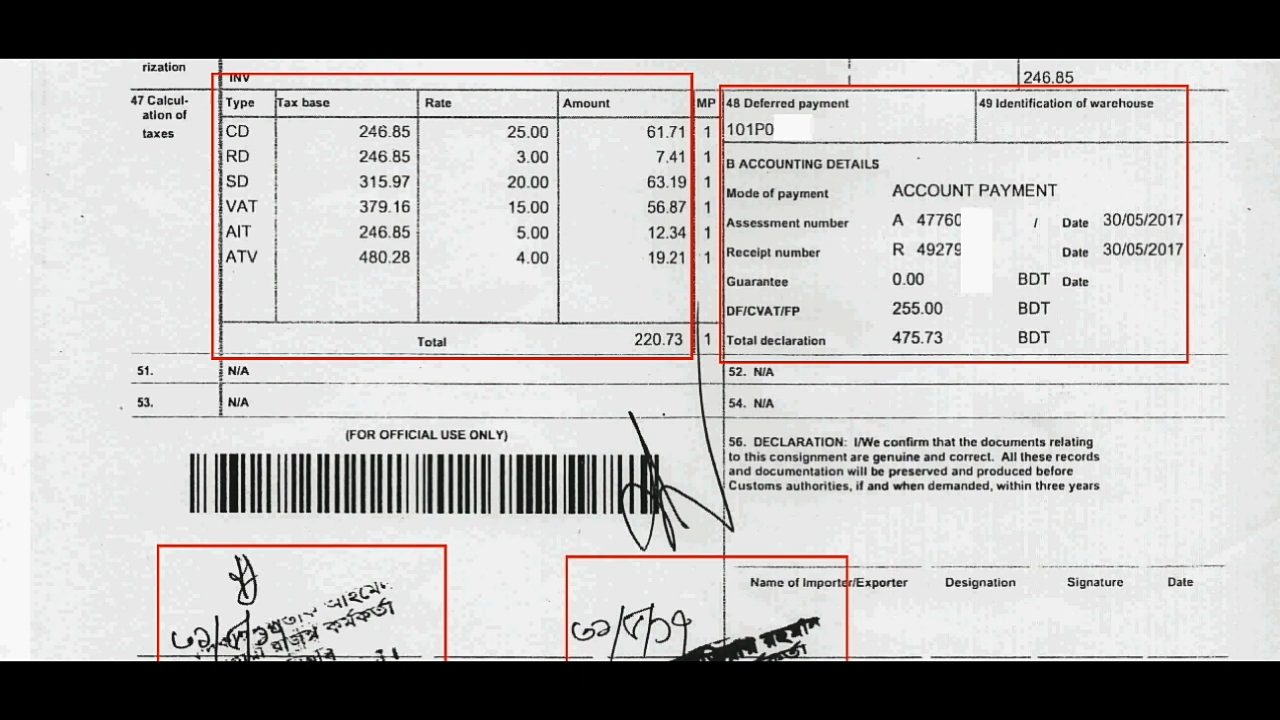 rization
INV
246.85
47 Calcul-
ation of
taxes
Type Tax base Rate Amount MP
CD 246.85 25.00 61.71 1
RD 246.85 3.00 7.41 1
SD 315.97 20.00 63.19 1
VAT 379.16 15.00 56.87 1
AIT 246.85 5.00 12.34 1
ATV 480.28 4.00 19.21 1
Total 220.73 1
48 Deferred payment 49 Identification of warehouse
101P0
B ACCOUNTING DETAILS
Mode of payment ACCOUNT PAYMENT
Assessment number A 47760 / Date 30/05/2017
Receipt number R 49279 Date 30/05/2017
Guarantee 0.00 BDT Date
DF/CVAT/FP 255.00 BDT
Total declaration 475.73 BDT
51. N/A 52. N/A
53. N/A 54. N/A
(FOR OFFICIAL USE ONLY)
56. DECLARATION: I/We confirm that the documents relating
to this consignment are genuine and correct. All these records
and documentation will be preserved and produced before
Customs authorities, if and when demanded, within three years
Name of Importer/Exporter Designation Signature Date
৩১/৫/১৭
রাজস্ব কর্মকর্তা
৩১/৫/১৭
রহমান